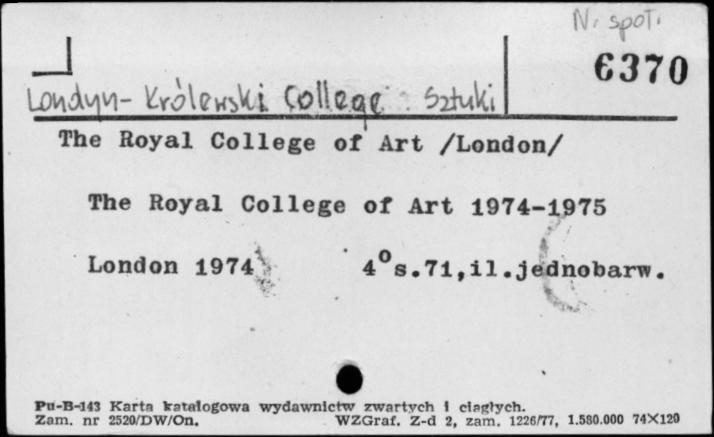 N. społ.
6370
Londyn - Królewski College Sztuki
The Royal College of Art /London/
The Royal College of Art 1974-1975
London 1974 4° s.71,il.jednobarw.
Pu-B-143 Karta katalogowa wydawnictw zwartych i ciągłych.
Zam. nr 2520/DW/On. WZGraf. Z-d 2, zam. 1226/77, 1.580.000 74×120